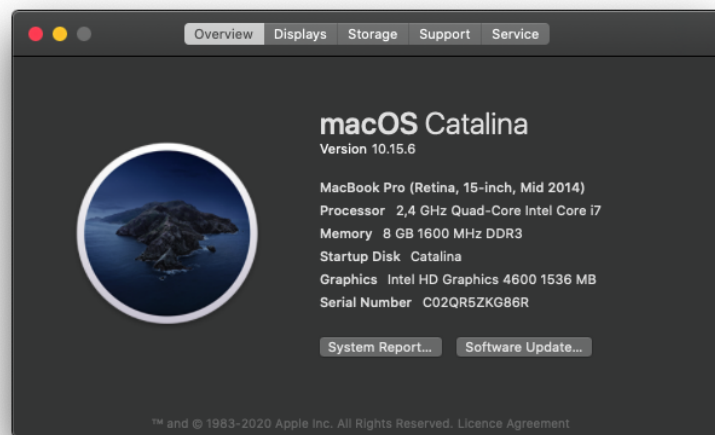 Overview Displays Storage Support Service
macOS Catalina
Version 10.15.6
MacBook Pro (Retina, 15-inch, Mid 2014)
Processor 2,4 GHz Quad-Core Intel Core i7
Memory 8 GB 1600 MHz DDR3
Startup Disk Catalina
Graphics Intel HD Graphics 4600 1536 MB
Serial Number C02QR5ZKG86R
System Report... Software Update...
™ and © 1983-2020 Apple Inc. All Rights Reserved. Licence Agreement